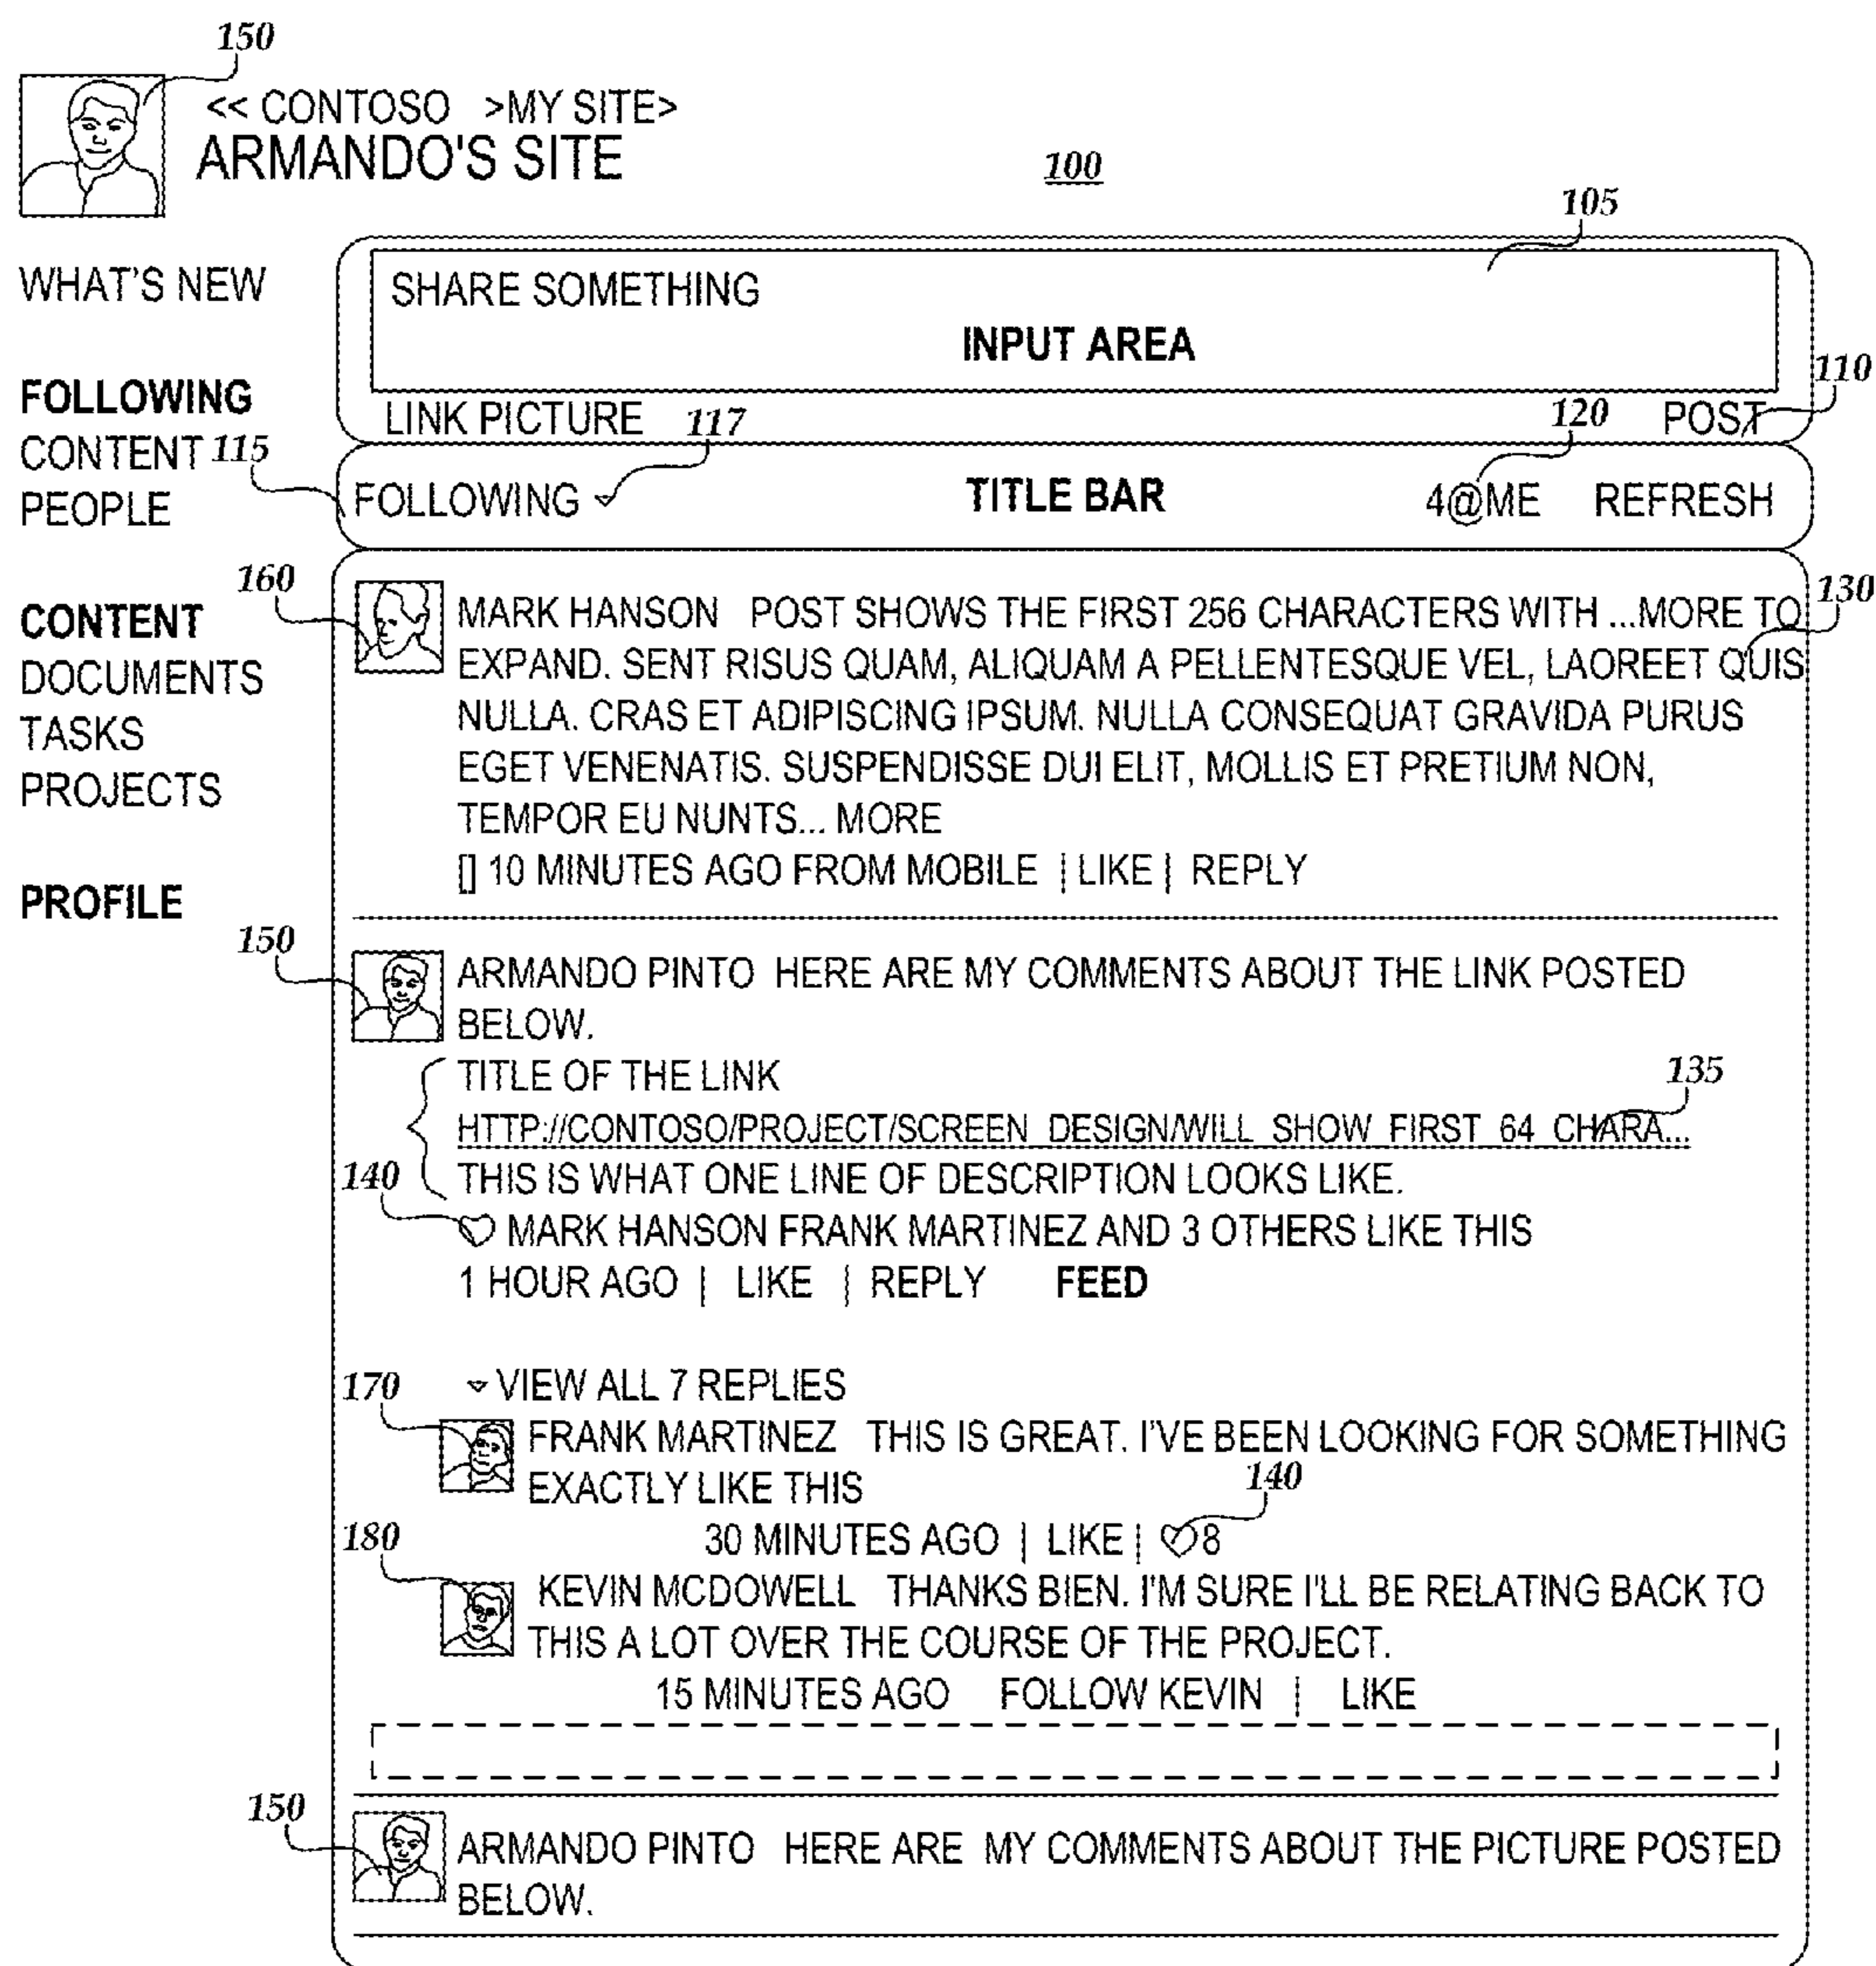 150
<< CONTOSO >MY SITE>
ARMANDO'S SITE
100
105
WHAT'S NEW
FOLLOWING
CONTENT
PEOPLE
CONTENT
DOCUMENTS
TASKS
PROJECTS
PROFILE
SHARE SOMETHING
INPUT AREA
110
LINK PICTURE 117 120 POST
115
FOLLOWING TITLE BAR 4@ME REFRESH
160
130
MARK HANSON POST SHOWS THE FIRST 256 CHARACTERS WITH ...MORE TO
EXPAND. SENT RISUS QUAM, ALIQUAM A PELLENTESQUE VEL, LAOREET QUIS
NULLA. CRAS ET ADIPISCING IPSUM. NULLA CONSEQUAT GRAVIDA PURUS
EGET VENENATIS. SUSPENDISSE DUI ELIT, MOLLIS ET PRETIUM NON,
TEMPOR EU NUNTS... MORE
[] 10 MINUTES AGO FROM MOBILE | LIKE | REPLY
150
ARMANDO PINTO HERE ARE MY COMMENTS ABOUT THE LINK POSTED
BELOW.
TITLE OF THE LINK
135
HTTP://CONTOSO/PROJECT/SCREEN_DESIGN/WILL_SHOW_FIRST_64_CHARA...
THIS IS WHAT ONE LINE OF DESCRIPTION LOOKS LIKE.
140
♡ MARK HANSON FRANK MARTINEZ AND 3 OTHERS LIKE THIS
1 HOUR AGO | LIKE | REPLY FEED
VIEW ALL 7 REPLIES
170
FRANK MARTINEZ THIS IS GREAT. I'VE BEEN LOOKING FOR SOMETHING
EXACTLY LIKE THIS
140
30 MINUTES AGO | LIKE | ♡8
180
KEVIN MCDOWELL THANKS BIEN. I'M SURE I'LL BE RELATING BACK TO
THIS A LOT OVER THE COURSE OF THE PROJECT.
15 MINUTES AGO FOLLOW KEVIN | LIKE
150
ARMANDO PINTO HERE ARE MY COMMENTS ABOUT THE PICTURE POSTED
BELOW.